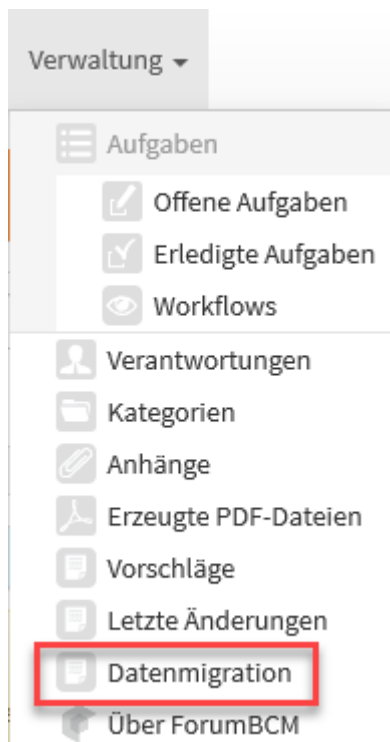 Verwaltung
Aufgaben
Offene Aufgaben
Erledigte Aufgaben
Workflows
Verantwortungen
Kategorien
Anhänge
Erzeugte PDF-Dateien
Vorschläge
Letzte Änderungen
Datenmigration
Über ForumBCM